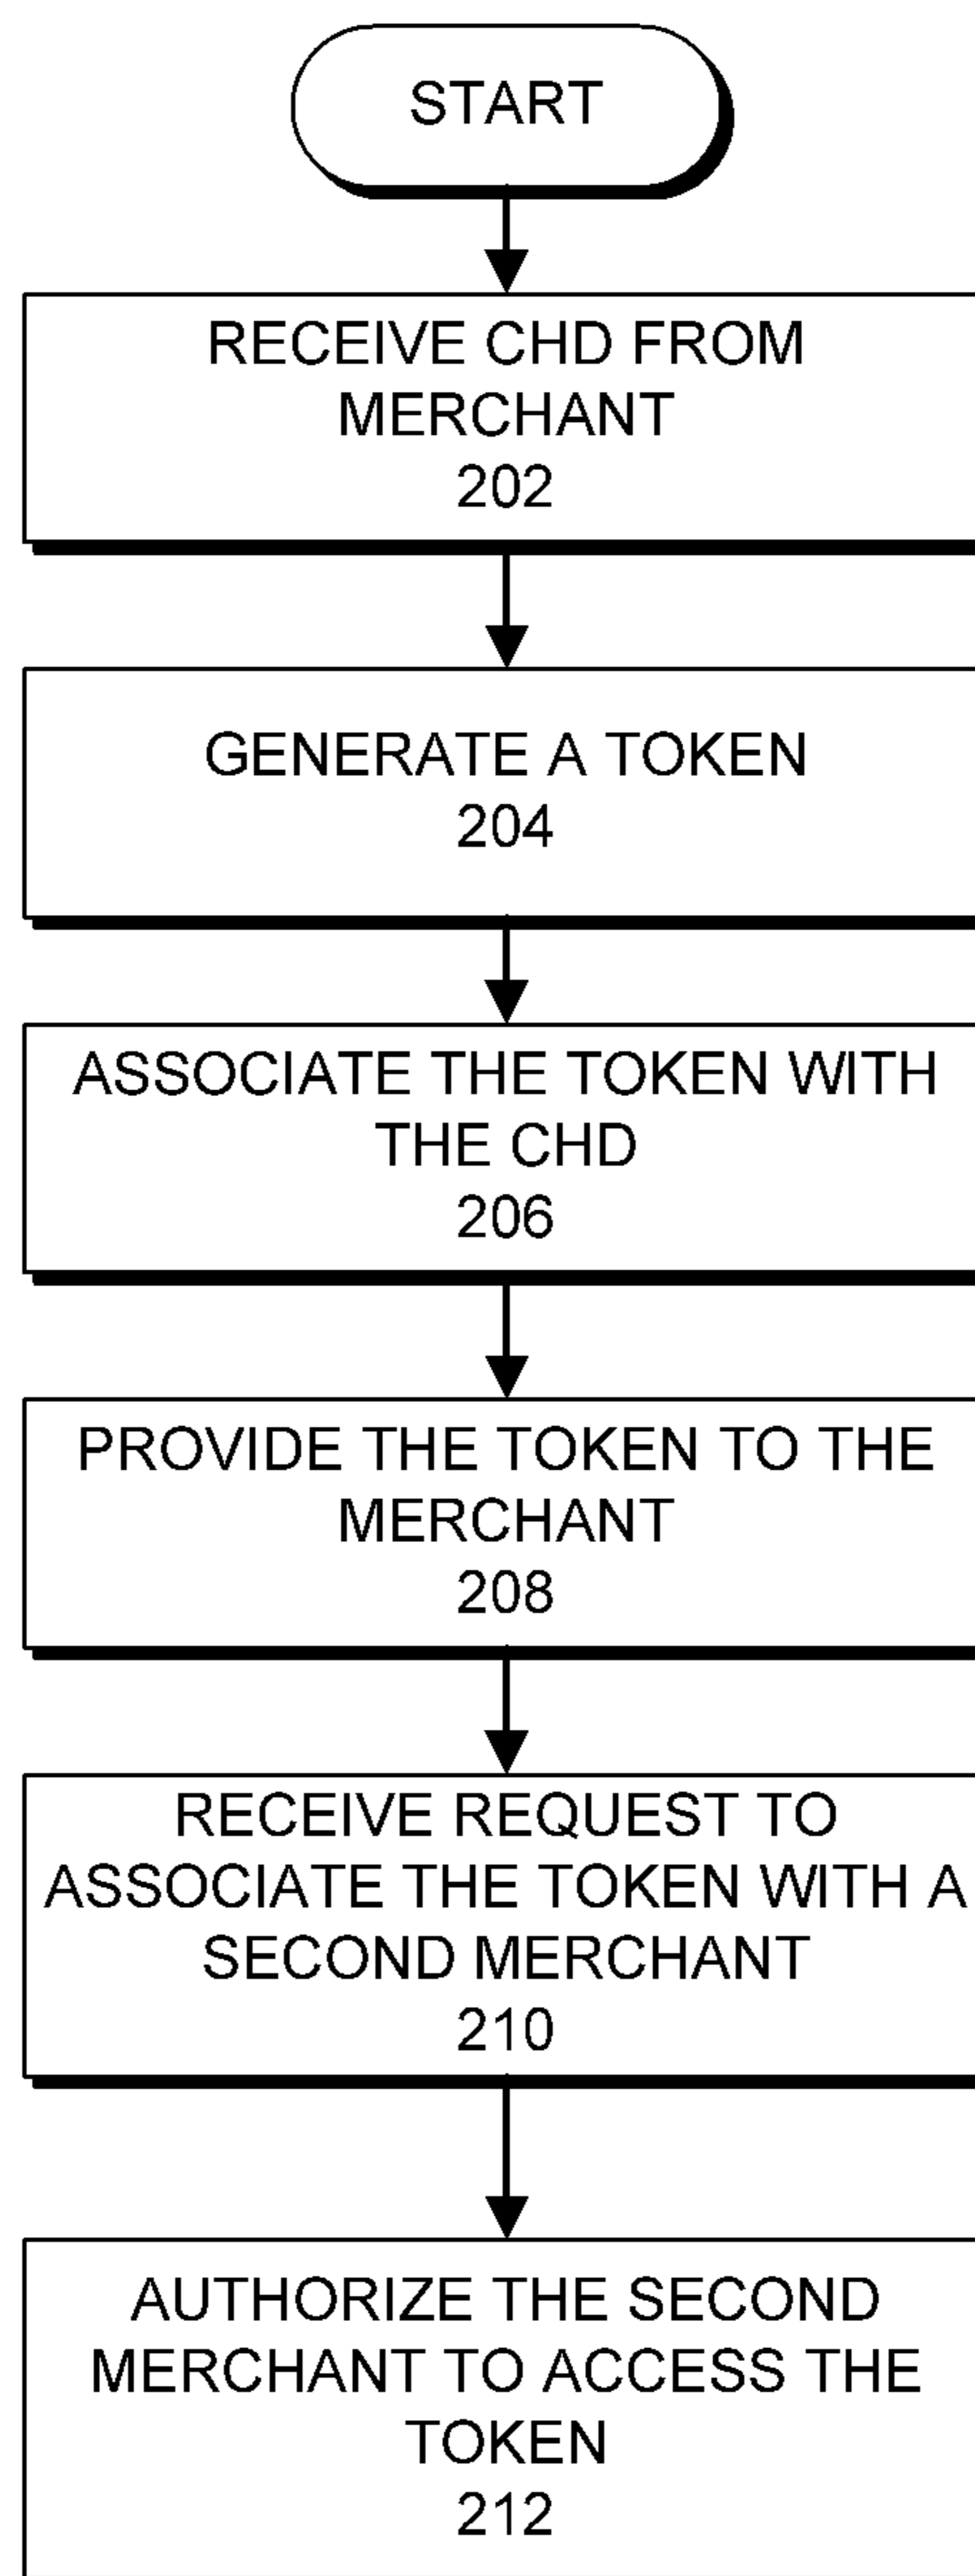 START
RECEIVE CHD FROM
MERCHANT
202
GENERATE A TOKEN
204
ASSOCIATE THE TOKEN WITH
THE CHD
206
PROVIDE THE TOKEN TO THE
MERCHANT
208
RECEIVE REQUEST TO
ASSOCIATE THE TOKEN WITH A
SECOND MERCHANT
210
AUTHORIZE THE SECOND
MERCHANT TO ACCESS THE
TOKEN
212